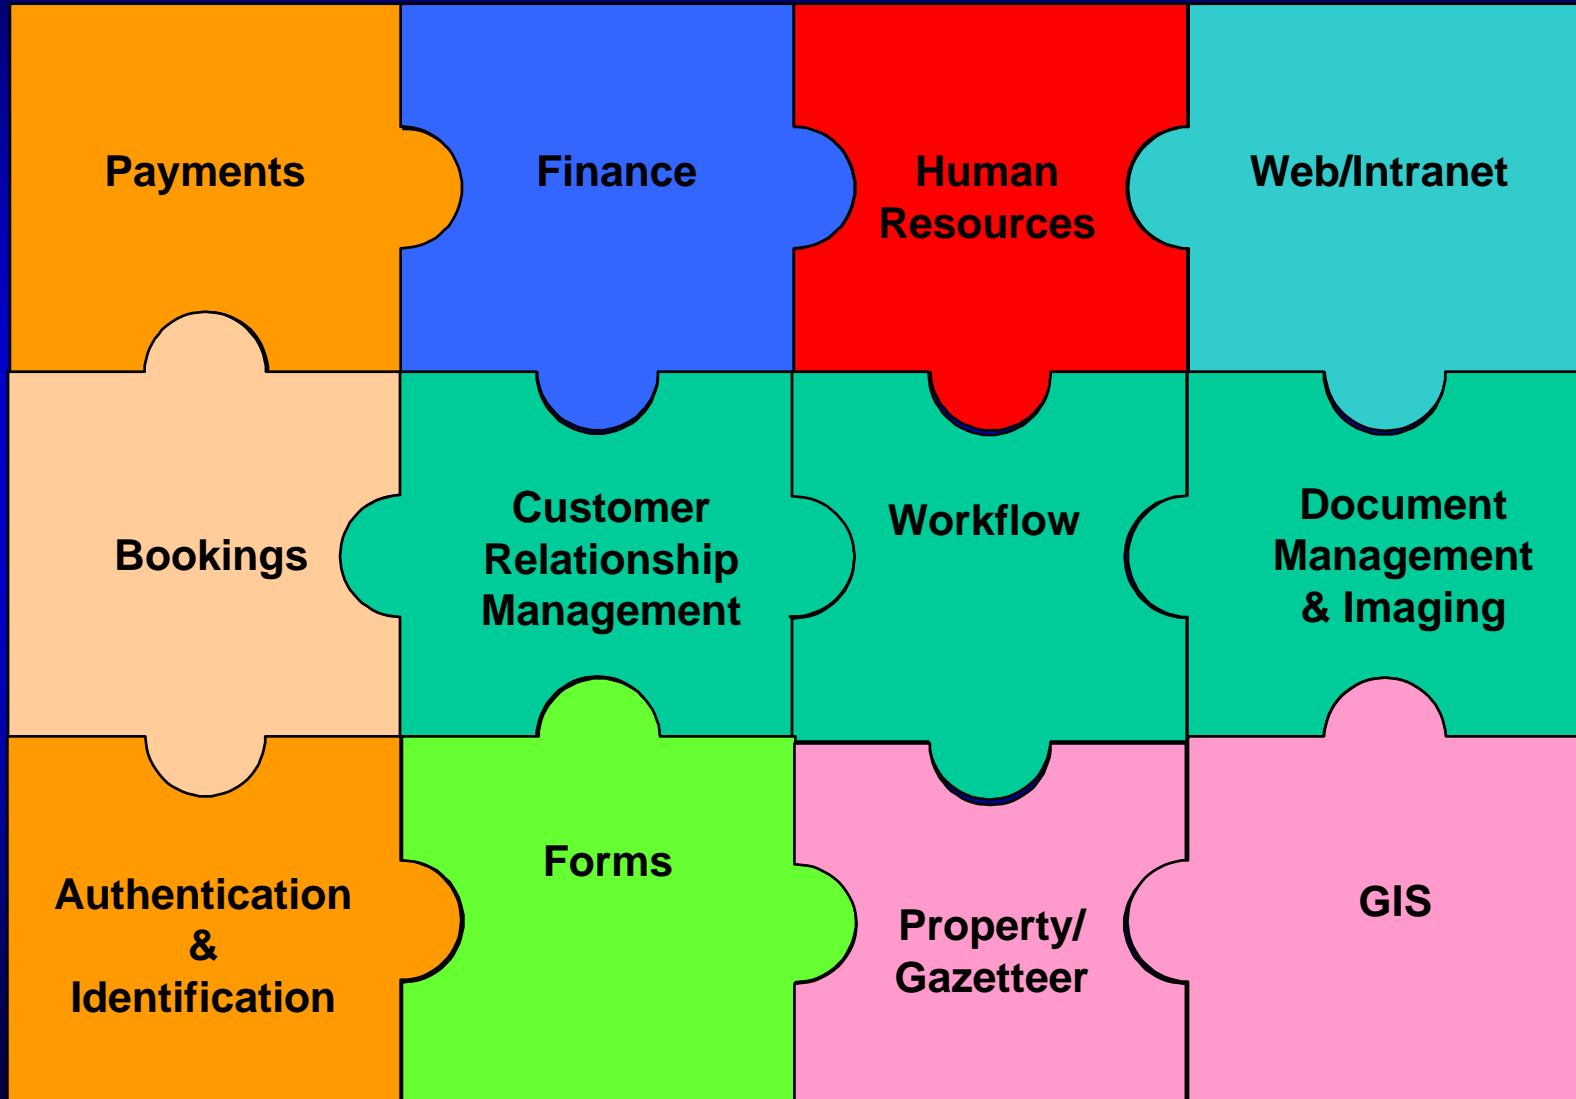 Payments
Finance
Human
Resources
Web/Intranet
Bookings
Customer
Relationship
Management
Workflow
Document
Management
& Imaging
Authentication
&
Identification
Forms
Property/
Gazetteer
GIS